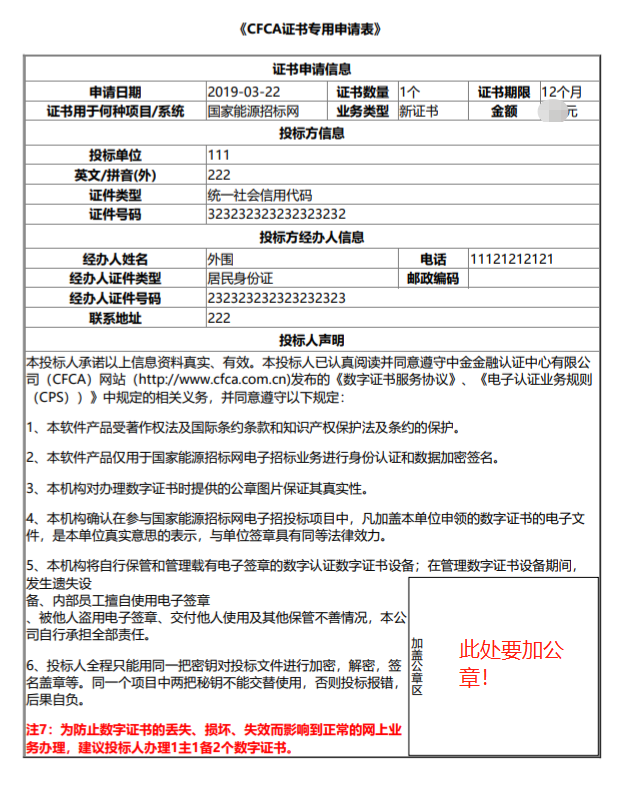 《CFCA证书专用申请表》
证书申请信息
申请日期 2019-03-22 证书数量 1个 证书期限 12个月
证书用于何种项目/系统 国家能源招标网 业务类型 新证书 金额 元
投标方信息
投标单位 111
英文/拼音(外) 222
证件类型 统一社会信用代码
证件号码 323232323232323232
投标方经办人信息
经办人姓名 外围 电话 11121212121
经办人证件类型 居民身份证 邮政编码
经办人证件号码 232323232323232323
联系地址 222
投标人声明
本投标人承诺以上信息资料真实、有效。本投标人已认真阅读并同意遵守中金金融认证中心有限公
司（CFCA）网站（http://www.cfca.com.cn)发布的《数字证书服务协议》、《电子认证业务规则
（CPS））》中规定的相关义务，并同意遵守以下规定：
1、本软件产品受著作权法及国际条约条款和知识产权保护法及条约的保护。
2、本软件产品仅用于国家能源招标网电子招标业务进行身份认证和数据加密签名。
3、本机构对办理数字证书时提供的公章图片保证其真实性。
4、本机构确认在参与国家能源招标网电子招投标项目中，凡加盖本单位申领的数字证书的电子文
件，是本单位真实意思的表示，与单位签章具有同等法律效力。
5、本机构将自行保管和管理载有电子签章的数字认证数字证书设备；在管理数字证书设备期间，
发生遗失设
备、内部员工擅自使用电子签章
、被他人盗用电子签章、交付他人使用及其他保管不善情况，本公
司自行承担全部责任。
6、投标人全程只能用同一把密钥对投标文件进行加密，解密，签
名盖章等。同一个项目中两把秘钥不能交替使用，否则投标报错，
后果自负。
注7：为防止数字证书的丢失、损坏、失效而影响到正常的网上业
务办理，建议投标人办理1主1备2个数字证书。
加盖公章区
此处要加公
章！